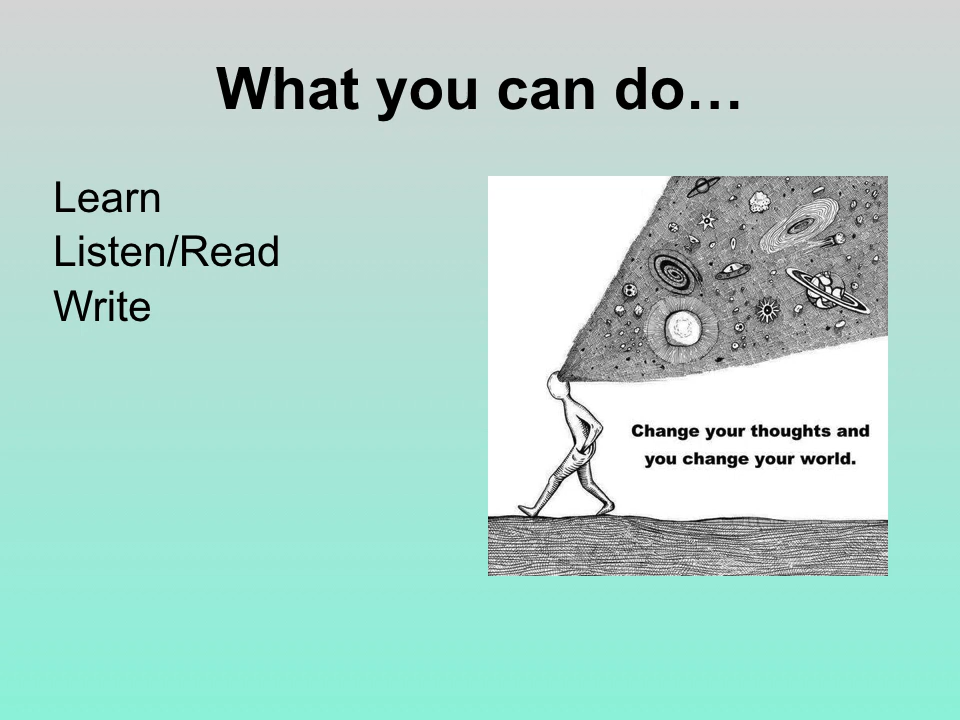 What you can do…
Learn
Listen/Read
Write
Change your thoughts and
you change your world.